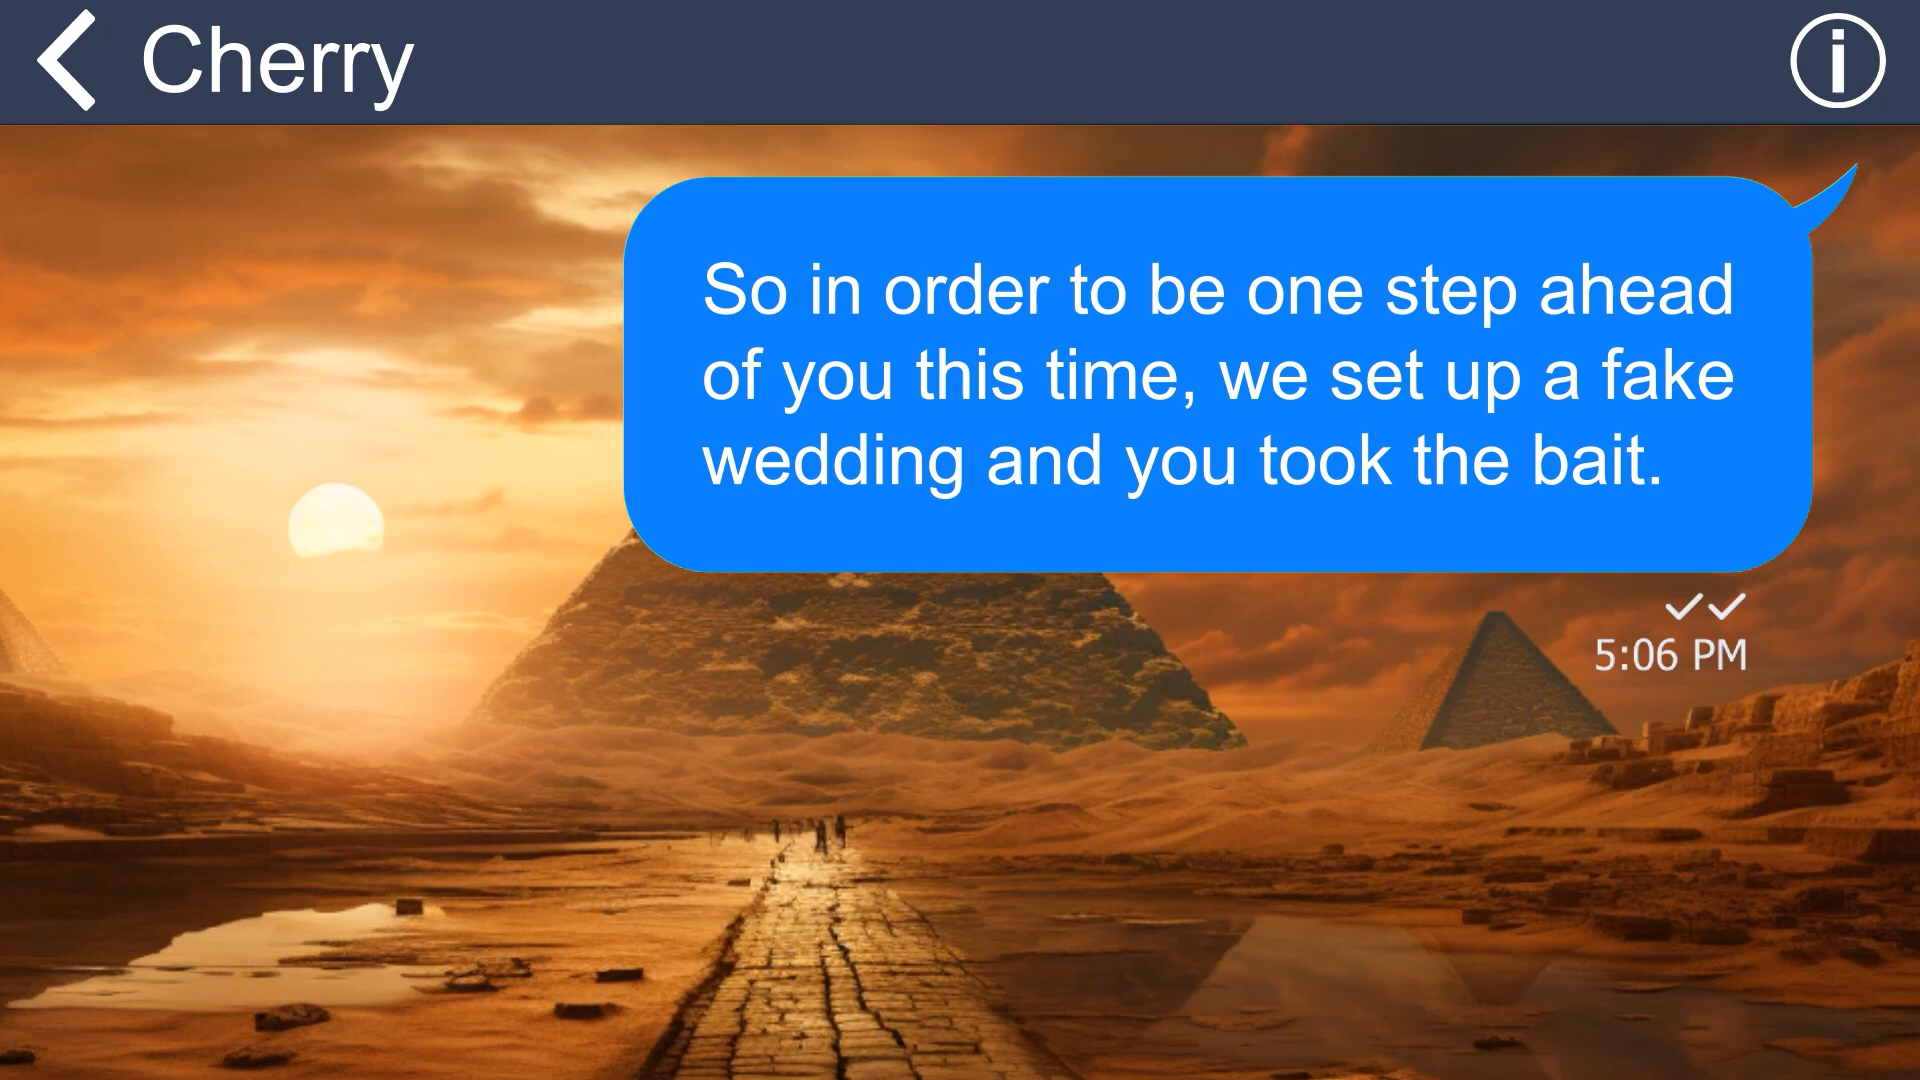 Cherry
So in order to be one step ahead
of you this time, we set up a fake
wedding and you took the bait.
5:06 PM